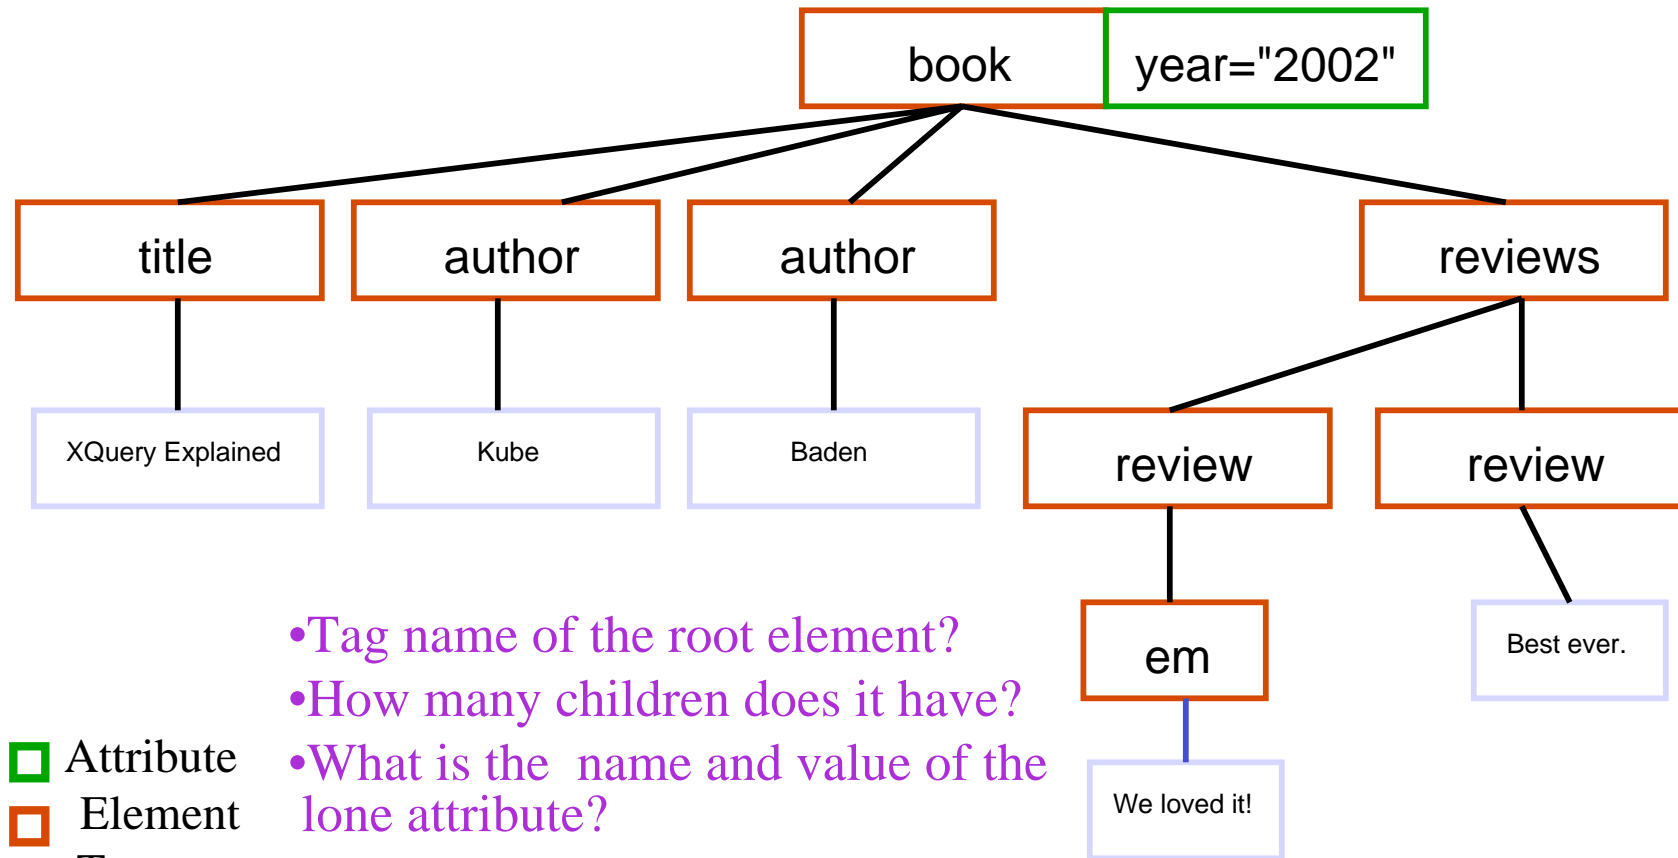 book year="2002"
title author author reviews
XQuery Explained Kube Baden
review review
•Tag name of the root element?
em
Best ever.
•How many children does it have?
Attribute
•What is the name and value of the
lone attribute?
Element
We loved it!